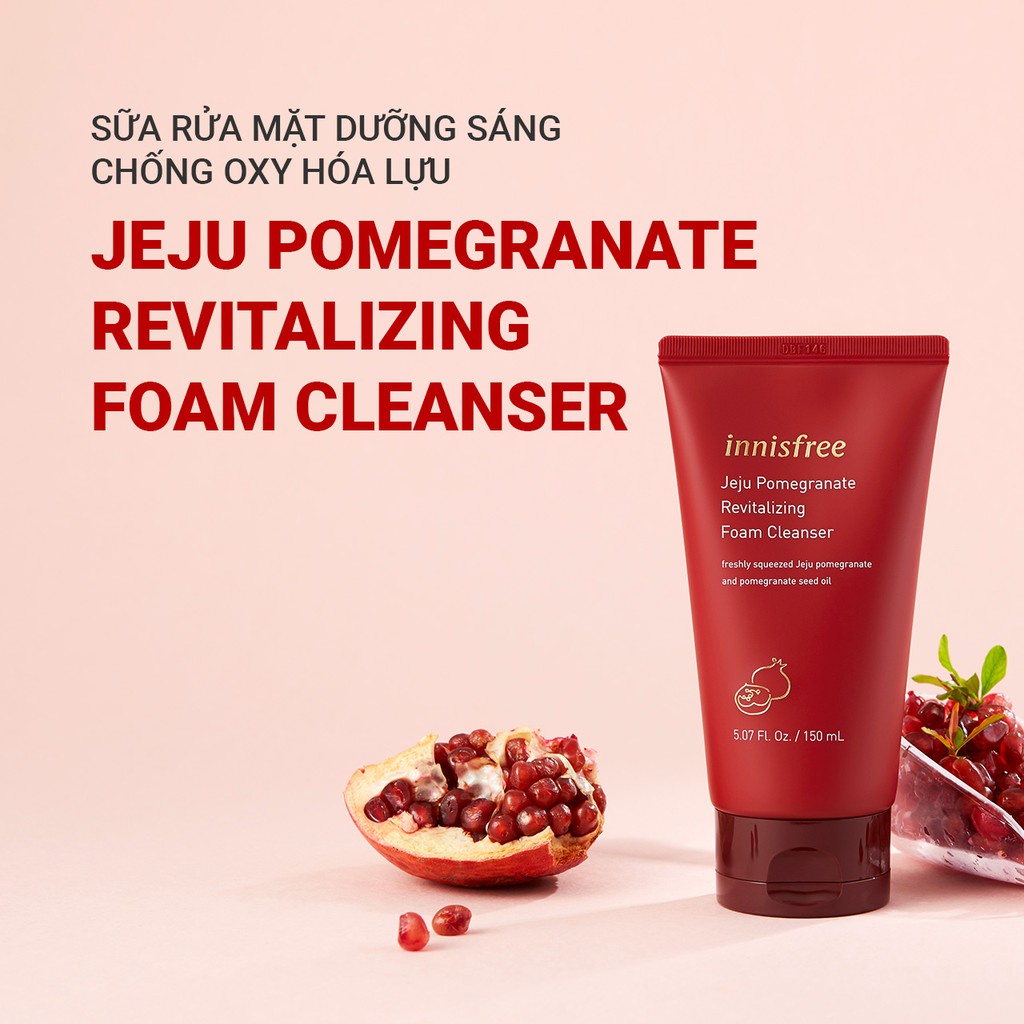 SỮA RỬA MẶT DƯỠNG SÁNG
CHỐNG OXY HÓA LỰU
JEJU POMEGRANATE
REVITALIZING
FOAM CLEANSER
innisfree
Jeju Pomegranate
Revitalizing
Foam Cleanser
freshly squeezed Jeju pomegranate
and pomegranate seed oil
5.07 Fl. Oz. / 150 mL